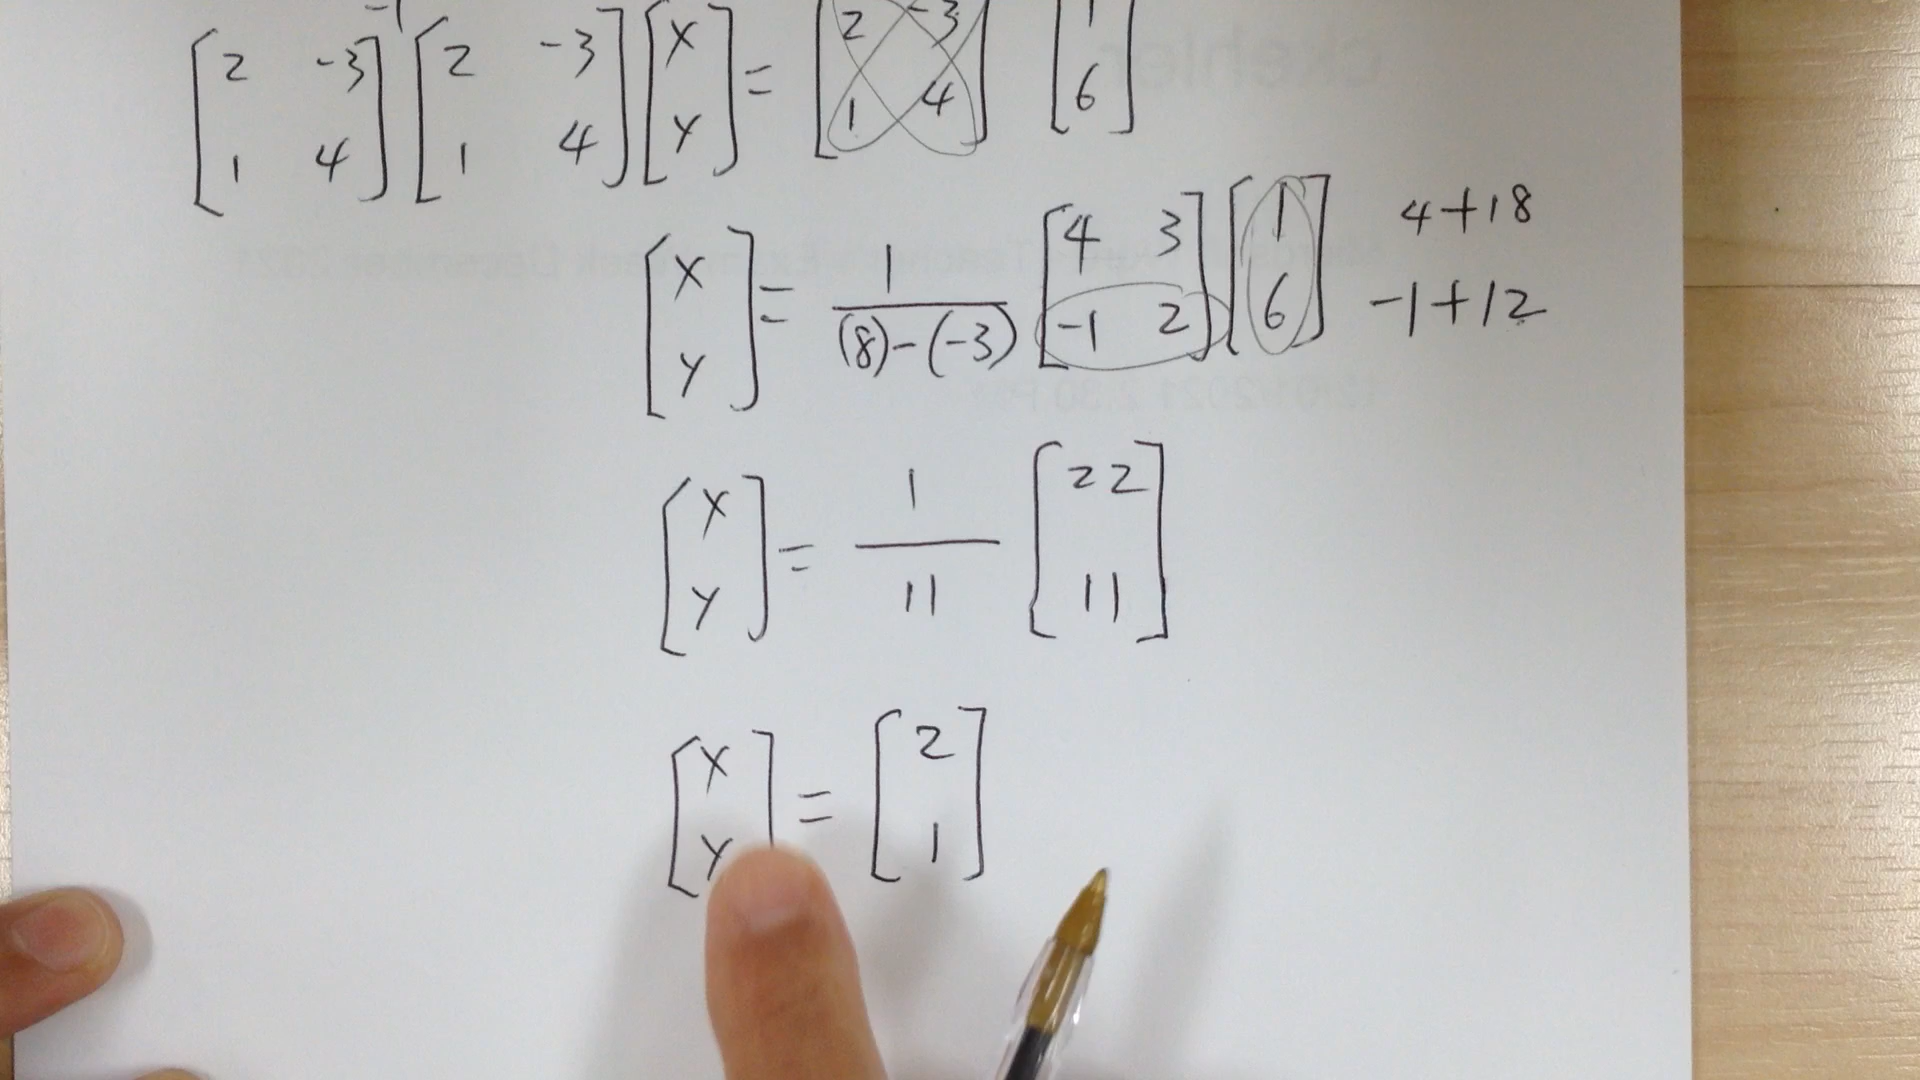 [2 -3; 1 4]⁻¹ [2 -3; 1 4] [x; y] = [2 -3; 1 4] [1; 6]
[x; y] = 1/((8)-(-3)) [4 3; -1 2] [1; 6]
4+18
-1+12
[x; y] = 1/11 [22; 11]
[x; y] = [2; 1]